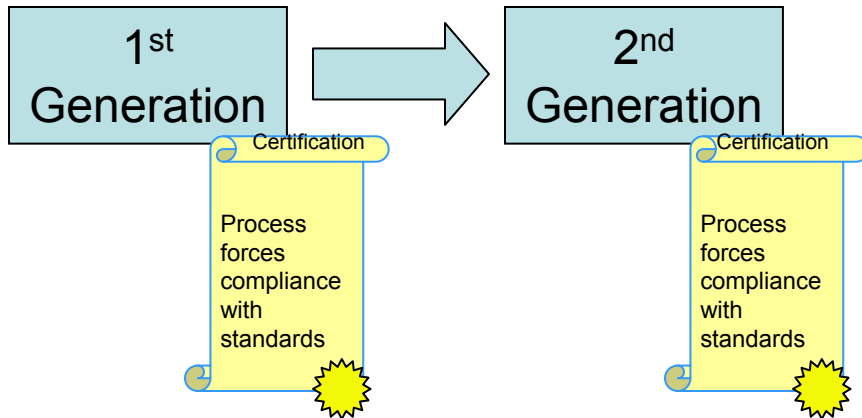 1st
Generation
2nd
Generation
Certification
Process
forces
compliance
with
standards
Certification
Process
forces
compliance
with
standards